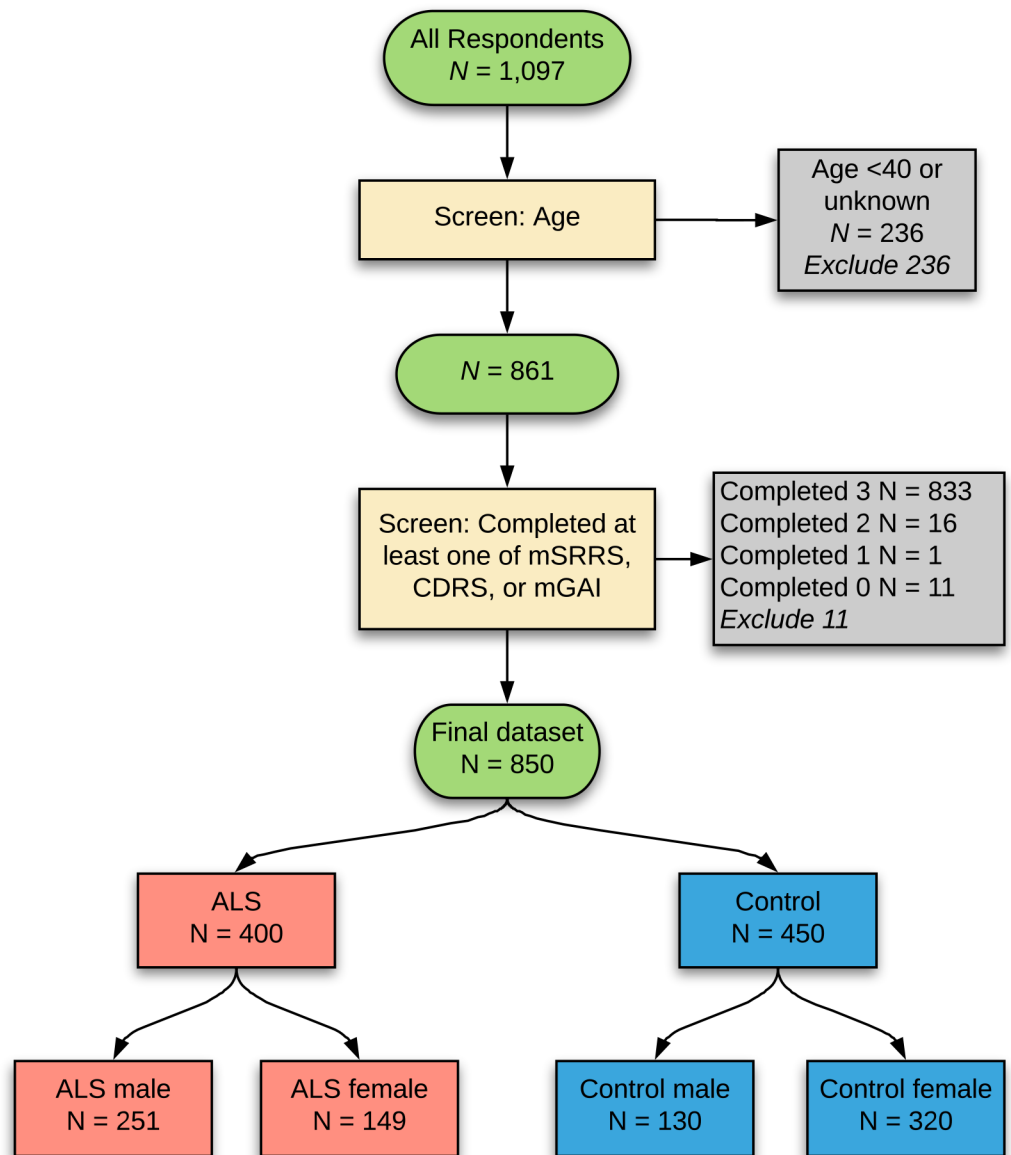 All Respondents
N = 1,097
Screen: Age
Age <40 or
unknown
N = 236
Exclude 236
N = 861
Screen: Completed at
least one of mSRRS,
CDRS, or mGAI
Completed 3 N = 833
Completed 2 N = 16
Completed 1 N = 1
Completed 0 N = 11
Exclude 11
Final dataset
N = 850
ALS
N = 400
Control
N = 450
ALS male
N = 251
ALS female
N = 149
Control male
N = 130
Control female
N = 320